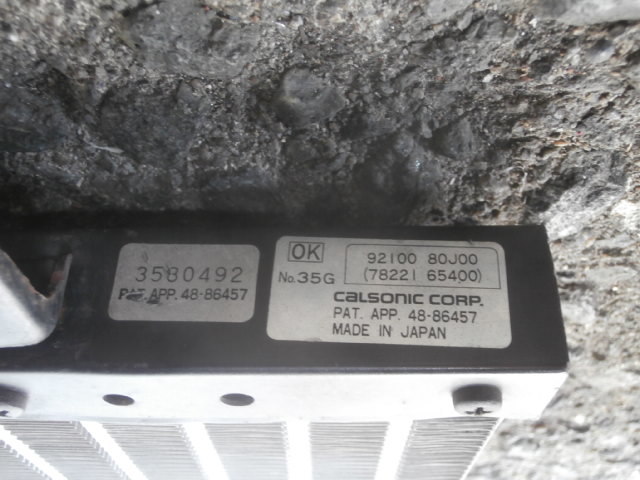 3580492
PAT. APP. 48-86457
OK
No.35G
92100 80J00
(78221 65400)
CALSONIC CORP.
PAT. APP. 48-86457
MADE IN JAPAN